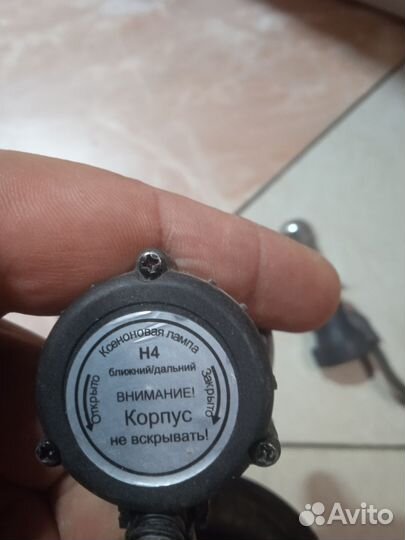 Ксеноновая лампа
H4
ближний/дальний
Открыто
Закрыто
ВНИМАНИЕ!
Корпус
не вскрывать!
Avito